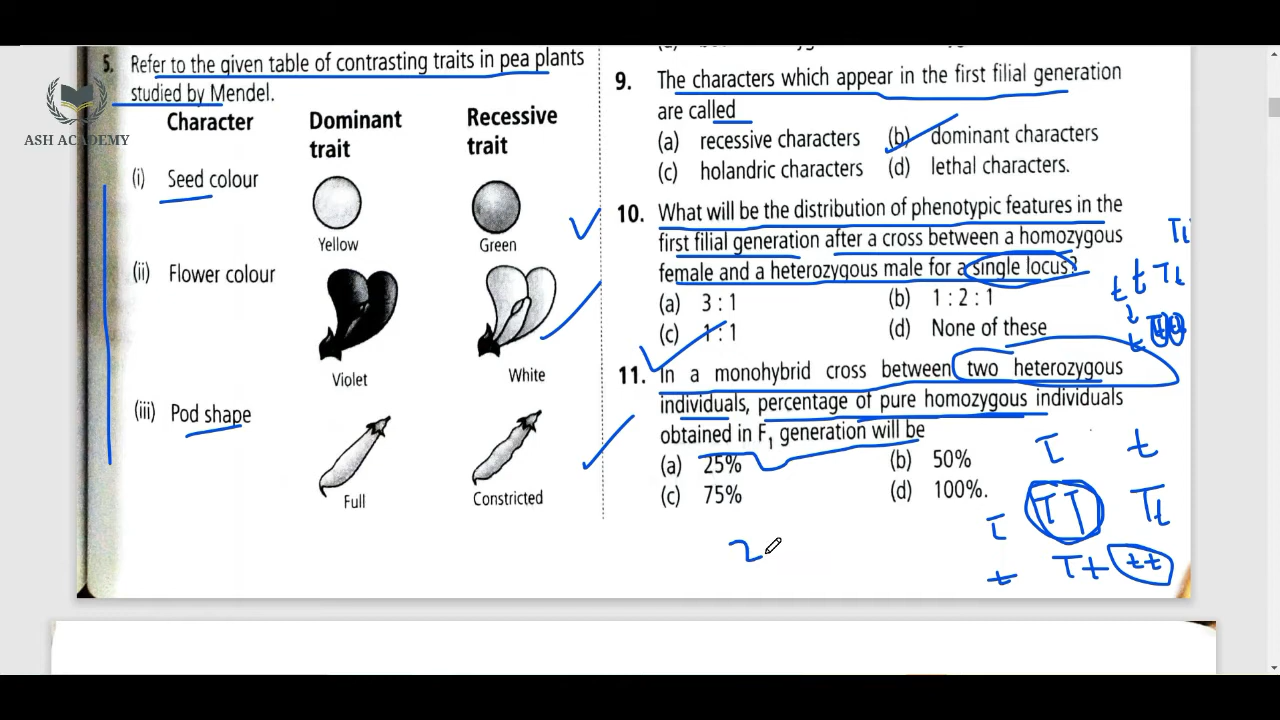 5. Refer to the given table of contrasting traits in pea plants
studied by Mendel.
ASH ACADEMY
Character Dominant trait Recessive trait
(i) Seed colour
Yellow Green
(ii) Flower colour
Violet White
(iii) Pod shape
Full Constricted
9. The characters which appear in the first filial generation
are called
(a) recessive characters (b) dominant characters
(c) holandric characters (d) lethal characters.
10. What will be the distribution of phenotypic features in the
first filial generation after a cross between a homozygous
female and a heterozygous male for a single locus?
(a) 3 : 1 (b) 1 : 2 : 1
(c) 1 : 1 (d) None of these
11. In a monohybrid cross between two heterozygous
individuals, percentage of pure homozygous individuals
obtained in F1 generation will be
(a) 25% (b) 50%
(c) 75% (d) 100%.
Tt
t t Tt
T t
T TT Tt
t Tt tt
2